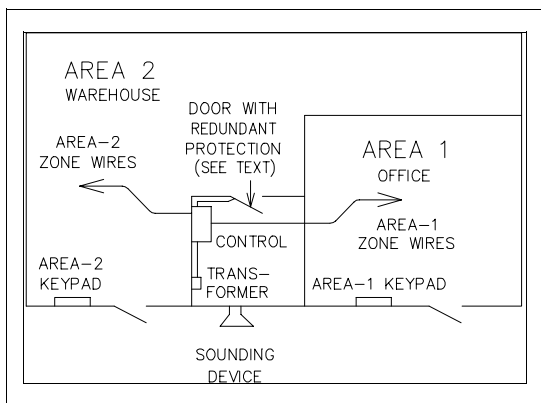 AREA 2
WAREHOUSE
DOOR WITH
REDUNDANT
PROTECTION
(SEE TEXT)
AREA-2
ZONE WIRES
AREA 1
OFFICE
AREA-1
ZONE WIRES
CONTROL
AREA-2
KEYPAD
TRANS-
FORMER
AREA-1 KEYPAD
SOUNDING
DEVICE